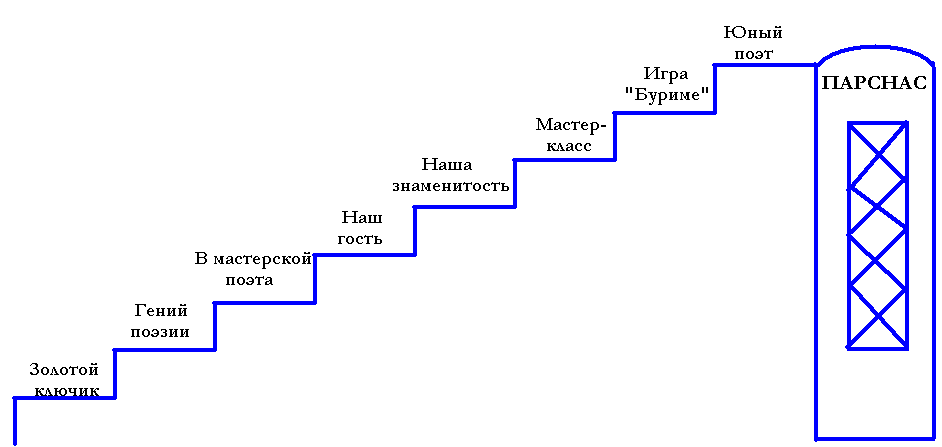 Юный
поэт
ПАРСНАС
Игра
"Буриме"
Мастер-
класс
Наша
знаменитость
Наш
гость
В мастерской
поэта
Гений
поэзии
Золотой
ключик